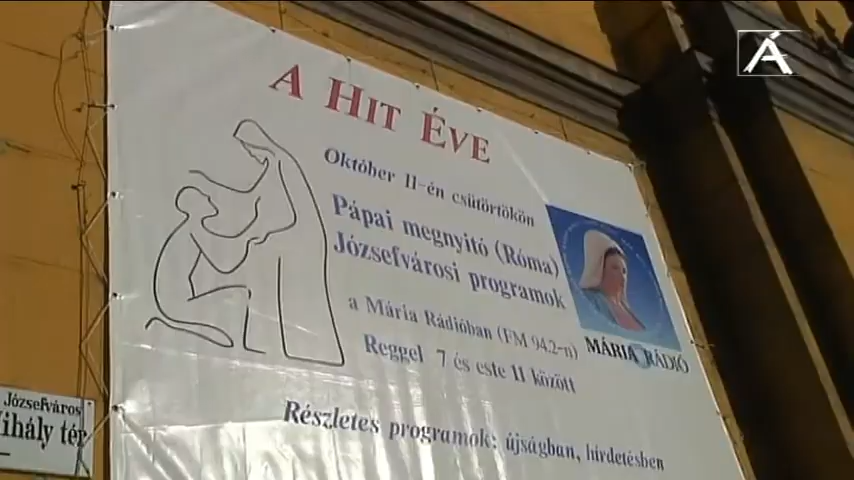 Á
A HIT ÉVE
Október 11-én csütörtökön
Pápai megnyitó (Róma)
Józsefvárosi programok
a Mária Rádióban (FM 94.2-n)
Reggel 7 és este 11 között
MÁRIA RÁDIÓ
Részletes programok: újságban, hirdetésben
Józsefváros
Mihály tér